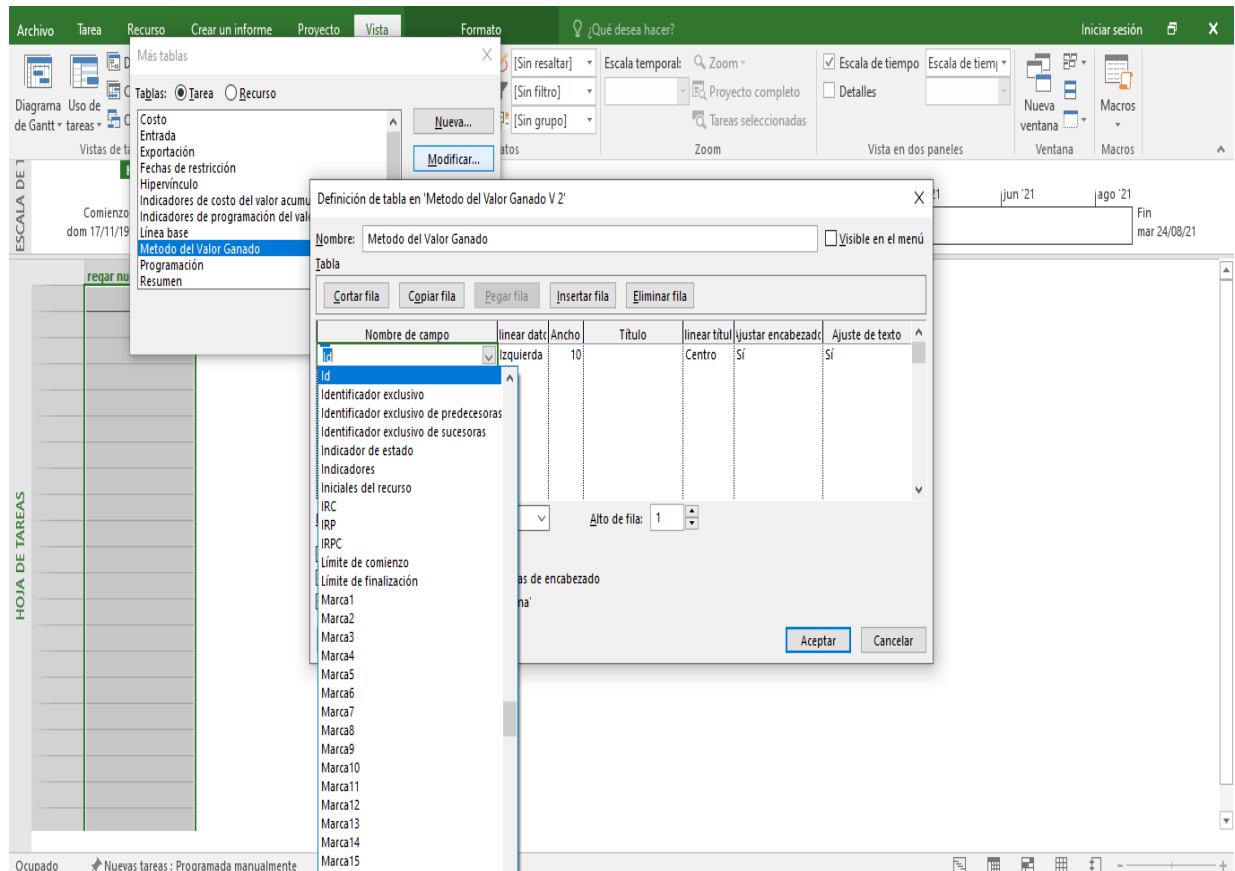 Archivo Tarea Recurso Crear un informe Proyecto Vista Formato ¿Qué desea hacer? Iniciar sesión
Diagrama de Gantt
Uso de tareas
Vistas de ta
[Sin resaltar]
[Sin filtro]
[Sin grupo]
atos
Escala temporal:
Zoom
Proyecto completo
Tareas seleccionadas
Zoom
Escala de tiempo Escala de tiem
Detalles
Vista en dos paneles
Nueva ventana
Ventana
Macros
Macros
ESCALA DE T
Comienzo
dom 17/11/19
21 jun '21 ago '21
Fin
mar 24/08/21
HOJA DE TAREAS
regar nu
Más tablas
Tablas: Tarea Recurso
Costo
Entrada
Exportación
Fechas de restricción
Hipervínculo
Indicadores de costo del valor acumu
Indicadores de programación del val
Línea base
Metodo del Valor Ganado
Programación
Resumen
Nueva...
Modificar...
Definición de tabla en 'Metodo del Valor Ganado V 2'
Nombre: Metodo del Valor Ganado Visible en el menú
Tabla
Cortar fila Copiar fila Pegar fila Insertar fila Eliminar fila
Nombre de campo linear dato Ancho Título linear títul Ajustar encabezado Ajuste de texto
Id Izquierda 10 Centro Sí Sí
Id
Identificador exclusivo
Identificador exclusivo de predecesoras
Identificador exclusivo de sucesoras
Indicador de estado
Indicadores
Iniciales del recurso
IRC
IRP
IRPC
Límite de comienzo
Límite de finalización
Marca1
Marca2
Marca3
Marca4
Marca5
Marca6
Marca7
Marca8
Marca9
Marca10
Marca11
Marca12
Marca13
Marca14
Marca15
Alto de fila: 1
as de encabezado
na'
Aceptar Cancelar
Ocupado Nuevas tareas : Programada manualmente